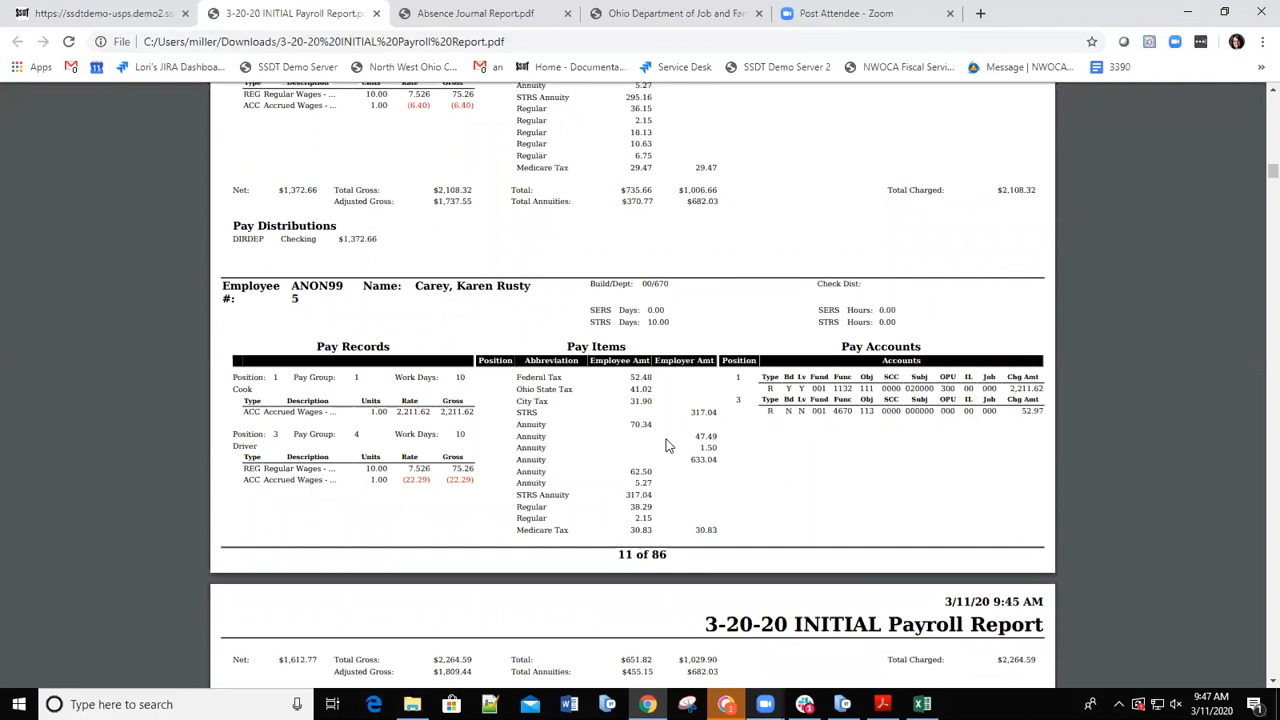 https://ssdtdemo-usps.demo2.ss
3-20-20 INITIAL Payroll Report.p
Absence Journal Report.pdf
Ohio Department of Job and Fam
Post Attendee - Zoom
File C:/Users/miller/Downloads/3-20-20%20INITIAL%20Payroll%20Report.pdf
Apps
Lori's JIRA Dashboa...
SSDT Demo Server
North West Ohio C...
an
Home - Documenta...
Service Desk
SSDT Demo Server 2
NWOCA Fiscal Servi...
Message | NWOCA...
3390
Type Description Units Rate Gross
REG Regular Wages - ... 10.00 7.526 75.26
ACC Accrued Wages - ... 1.00 (6.40) (6.40)
Annuity 5.27
STRS Annuity 295.16
Regular 36.15
Regular 2.15
Regular 18.13
Regular 10.63
Regular 6.75
Medicare Tax 29.47 29.47
Net: $1,372.66 Total Gross: $2,108.32 Total: $735.66 $1,006.66 Total Charged: $2,108.32
Adjusted Gross: $1,737.55 Total Annuities: $370.77 $682.03
Pay Distributions
DIRDEP Checking $1,372.66
Employee #: ANON995 Name: Carey, Karen Rusty
Build/Dept: 00/670 Check Dist:
SERS Days: 0.00 SERS Hours: 0.00
STRS Days: 10.00 STRS Hours: 0.00
Pay Records
Position: 1 Pay Group: 1 Work Days: 10
Cook
Type Description Units Rate Gross
ACC Accrued Wages - ... 1.00 2,211.62 2,211.62
Position: 3 Pay Group: 4 Work Days: 10
Driver
Type Description Units Rate Gross
REG Regular Wages - ... 10.00 7.526 75.26
ACC Accrued Wages - ... 1.00 (22.29) (22.29)
Pay Items
Position Abbreviation Employee Amt Employer Amt
Federal Tax 52.48
Ohio State Tax 41.02
City Tax 31.90
STRS 317.04
Annuity 70.34
Annuity 47.49
Annuity 1.50
Annuity 633.04
Annuity 62.50
Annuity 5.27
STRS Annuity 317.04
Regular 38.29
Regular 2.15
Medicare Tax 30.83 30.83
Pay Accounts
Position Accounts
1 Type Bd Lv Fund Func Obj SCC Subj OPU IL Job Chg Amt
R Y Y 001 1132 111 0000 020000 300 00 000 2,211.62
3 Type Bd Lv Fund Func Obj SCC Subj OPU IL Job Chg Amt
R N N 001 4670 113 0000 000000 000 00 000 52.97
11 of 86
3/11/20 9:45 AM
3-20-20 INITIAL Payroll Report
Net: $1,612.77 Total Gross: $2,264.59 Total: $651.82 $1,029.90 Total Charged: $2,264.59
Adjusted Gross: $1,809.44 Total Annuities: $455.15 $682.03
Type here to search
9:47 AM
3/11/2020